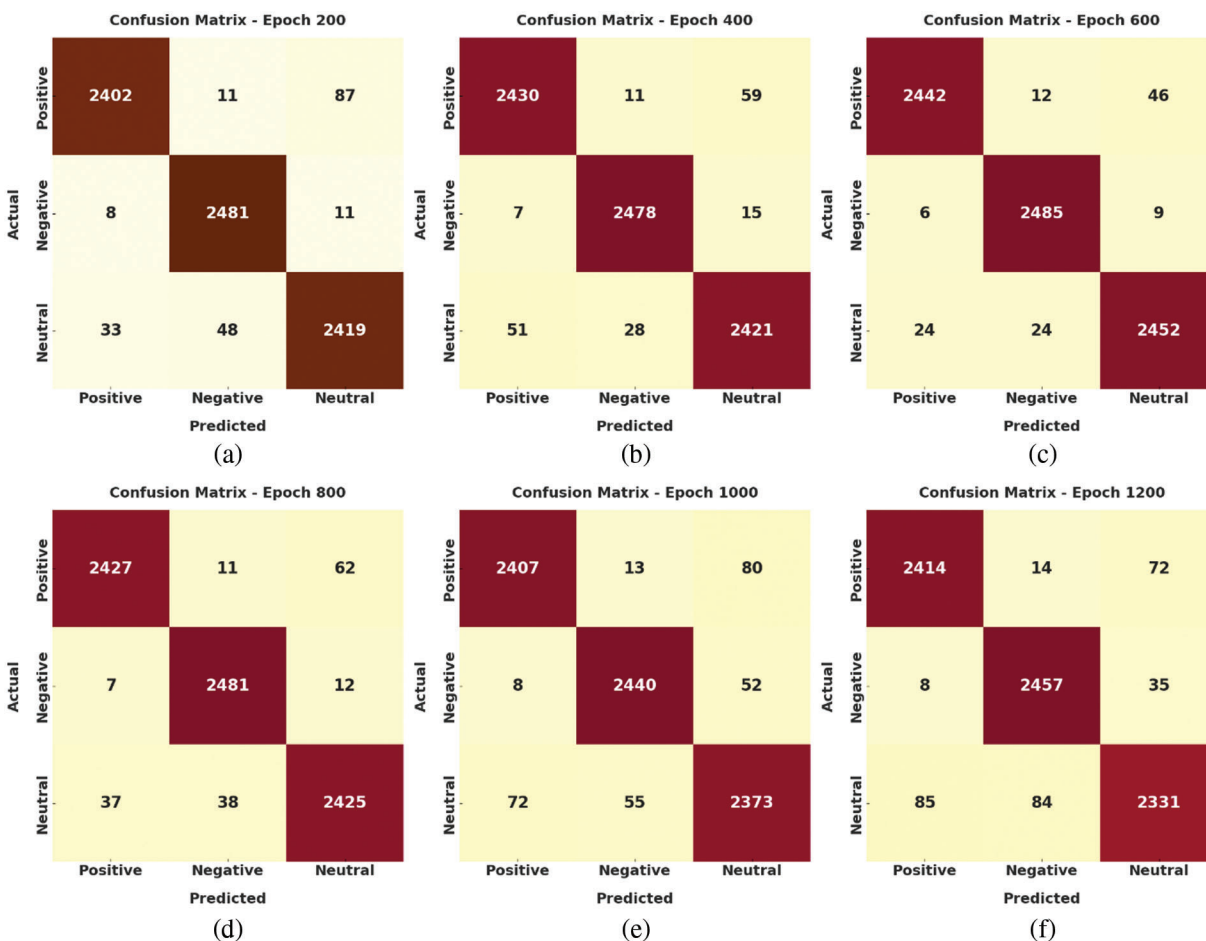 Confusion Matrix - Epoch 200
Positive 2402 11 87
Negative 8 2481 11
Neutral 33 48 2419
Actual
Positive Negative Neutral
Predicted
(a)
Confusion Matrix - Epoch 400
Positive 2430 11 59
Negative 7 2478 15
Neutral 51 28 2421
Actual
Positive Negative Neutral
Predicted
(b)
Confusion Matrix - Epoch 600
Positive 2442 12 46
Negative 6 2485 9
Neutral 24 24 2452
Actual
Positive Negative Neutral
Predicted
(c)
Confusion Matrix - Epoch 800
Positive 2427 11 62
Negative 7 2481 12
Neutral 37 38 2425
Actual
Positive Negative Neutral
Predicted
(d)
Confusion Matrix - Epoch 1000
Positive 2407 13 80
Negative 8 2440 52
Neutral 72 55 2373
Actual
Positive Negative Neutral
Predicted
(e)
Confusion Matrix - Epoch 1200
Positive 2414 14 72
Negative 8 2457 35
Neutral 85 84 2331
Actual
Positive Negative Neutral
Predicted
(f)